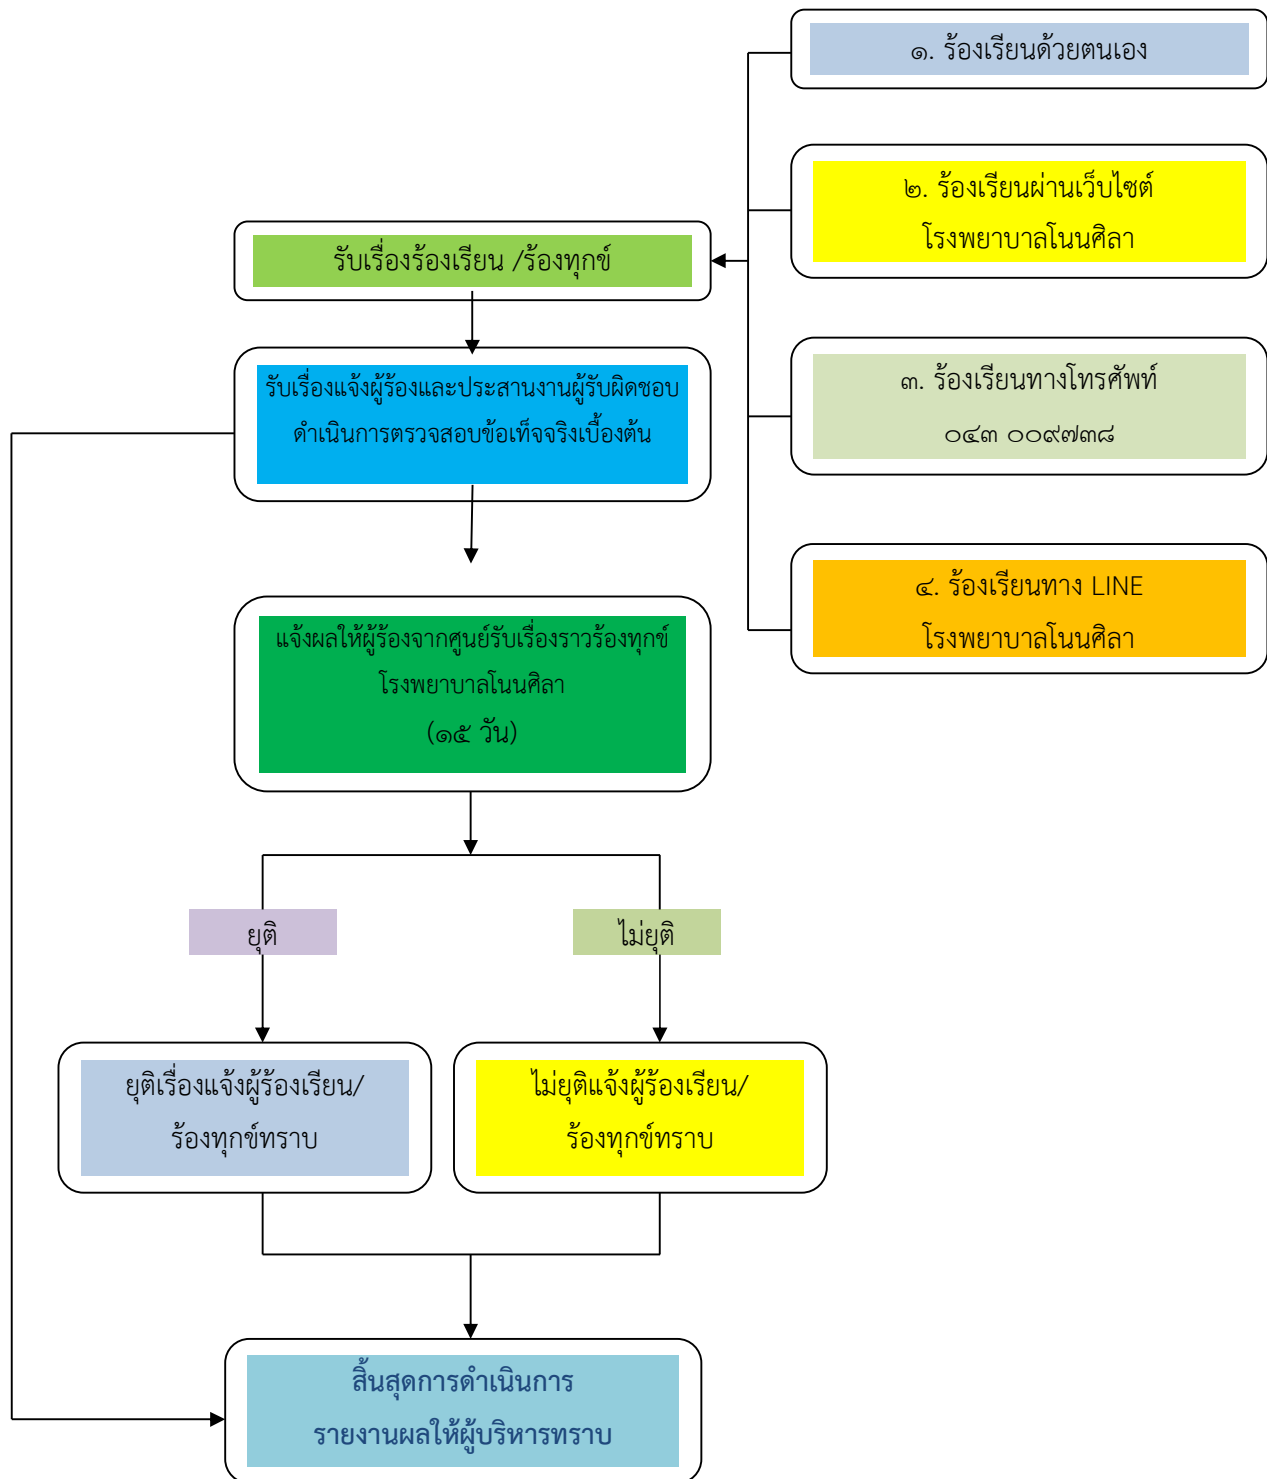 ๑. ร้องเรียนด้วยตนเอง
๒. ร้องเรียนผ่านเว็บไซต์
โรงพยาบาลโนนศิลา
รับเรื่องร้องเรียน /ร้องทุกข์
๓. ร้องเรียนทางโทรศัพท์
๐๔๓ ๐๐๙๗๓๘
รับเรื่องแจ้งผู้ร้องและประสานงานผู้รับผิดชอบ
ดำเนินการตรวจสอบข้อเท็จจริงเบื้องต้น
๔. ร้องเรียนทาง LINE
โรงพยาบาลโนนศิลา
แจ้งผลให้ผู้ร้องจากศูนย์รับเรื่องราวร้องทุกข์
โรงพยาบาลโนนศิลา
(๑๕ วัน)
ยุติ
ไม่ยุติ
ยุติเรื่องแจ้งผู้ร้องเรียน/
ร้องทุกข์ทราบ
ไม่ยุติแจ้งผู้ร้องเรียน/
ร้องทุกข์ทราบ
สิ้นสุดการดำเนินการ
รายงานผลให้ผู้บริหารทราบ